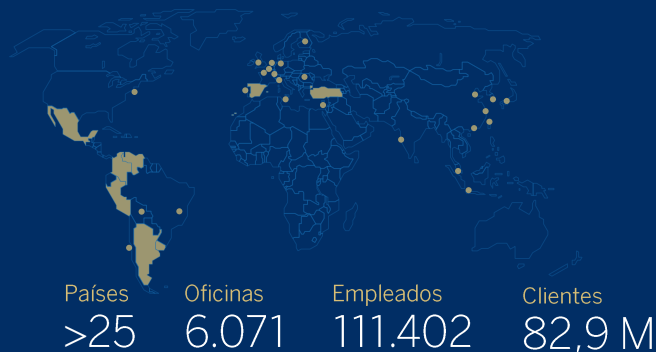 Países Oficinas Empleados Clientes
>25 6.071 111.402 82,9 M